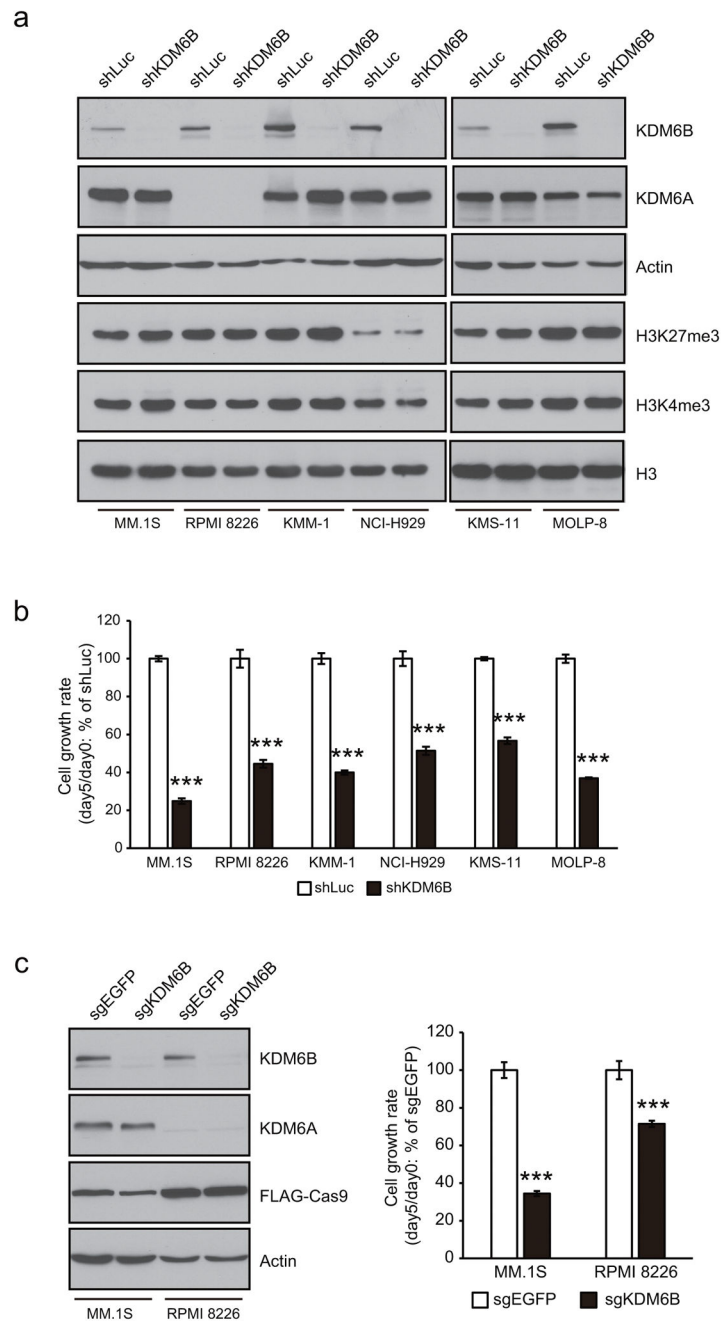 a
shLuc shKDM6B shLuc shKDM6B shLuc shKDM6B shLuc shKDM6B shLuc shKDM6B shLuc shKDM6B
KDM6B
KDM6A
Actin
H3K27me3
H3K4me3
H3
MM.1S RPMI 8226 KMM-1 NCI-H929 KMS-11 MOLP-8
b
Cell growth rate
(day5/day0: % of shLuc)
120
100
80
60
40
20
0
*** *** *** *** *** ***
MM.1S RPMI 8226 KMM-1 NCI-H929 KMS-11 MOLP-8
shLuc shKDM6B
c
sgEGFP sgKDM6B sgEGFP sgKDM6B
KDM6B
KDM6A
FLAG-Cas9
Actin
MM.1S RPMI 8226
Cell growth rate
(day5/day0: % of sgEGFP)
120
100
80
60
40
20
0
*** ***
MM.1S RPMI 8226
sgEGFP sgKDM6B